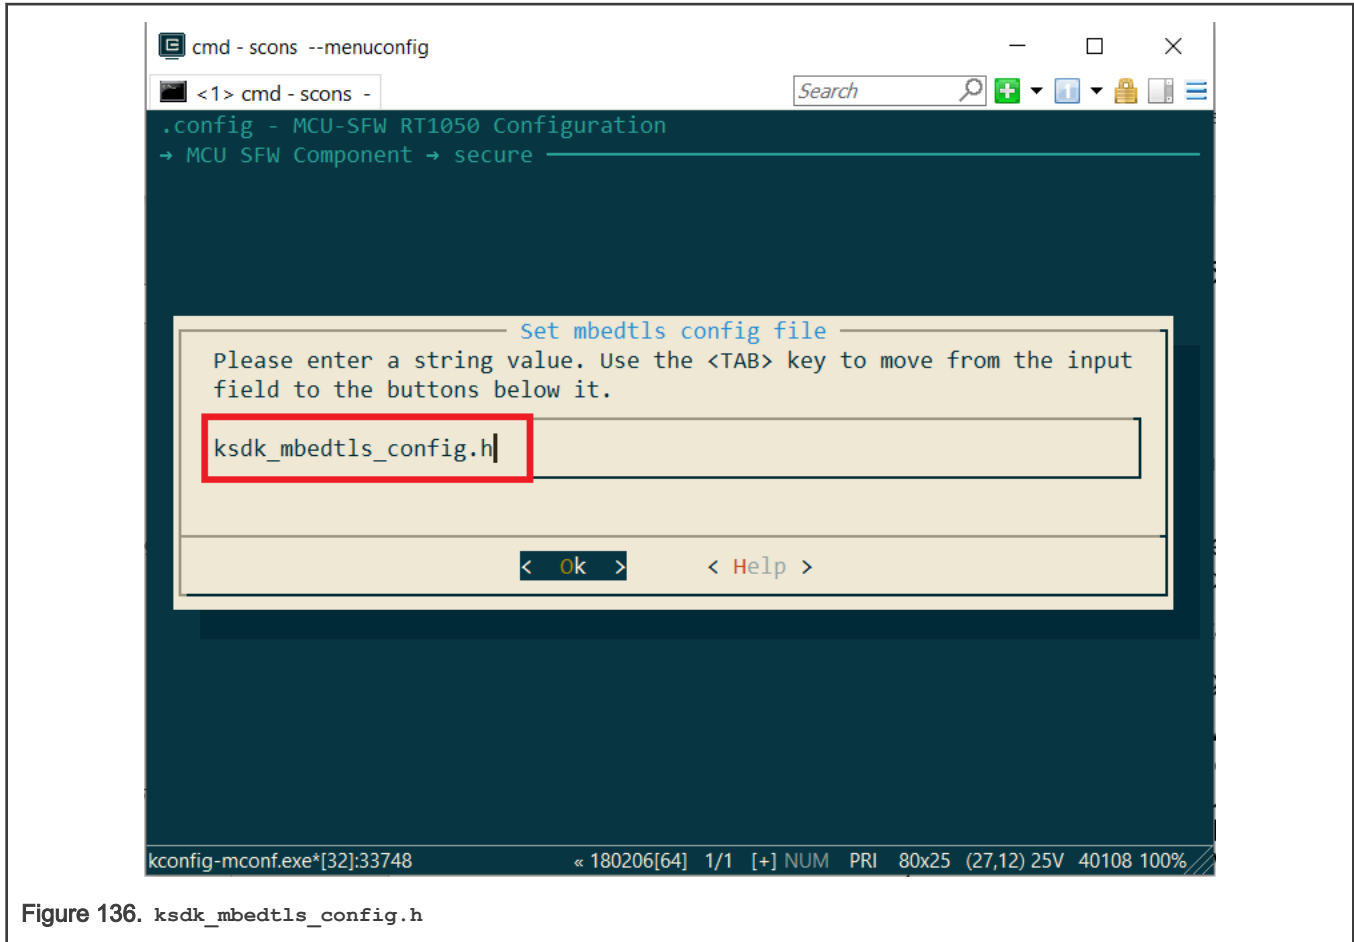 cmd - scons  --menuconfig
<1> cmd - scons  -
Search
.config - MCU-SFW RT1050 Configuration
→ MCU SFW Component → secure
Set mbedtls config file
Please enter a string value. Use the <TAB> key to move from the input
field to the buttons below it.
ksdk_mbedtls_config.h
<  Ok  >    < Help >
kconfig-mconf.exe*[32]:33748    « 180206[64]  1/1  [+] NUM  PRI  80x25  (27,12) 25V  40108 100%
Figure 136. ksdk_mbedtls_config.h